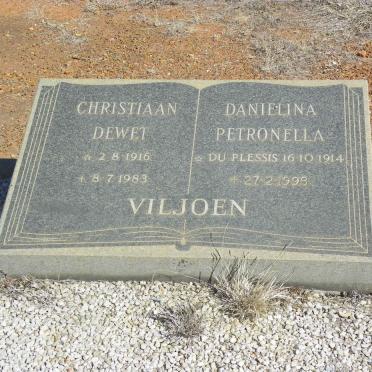 CHRISTIAAN
DEWET
☆ 2·8·1916
+ 8·7·1983
DANIELINA
PETRONELLA
☆ DU PLESSIS 16·10·1914
+ 27·2·1998
VILJOEN